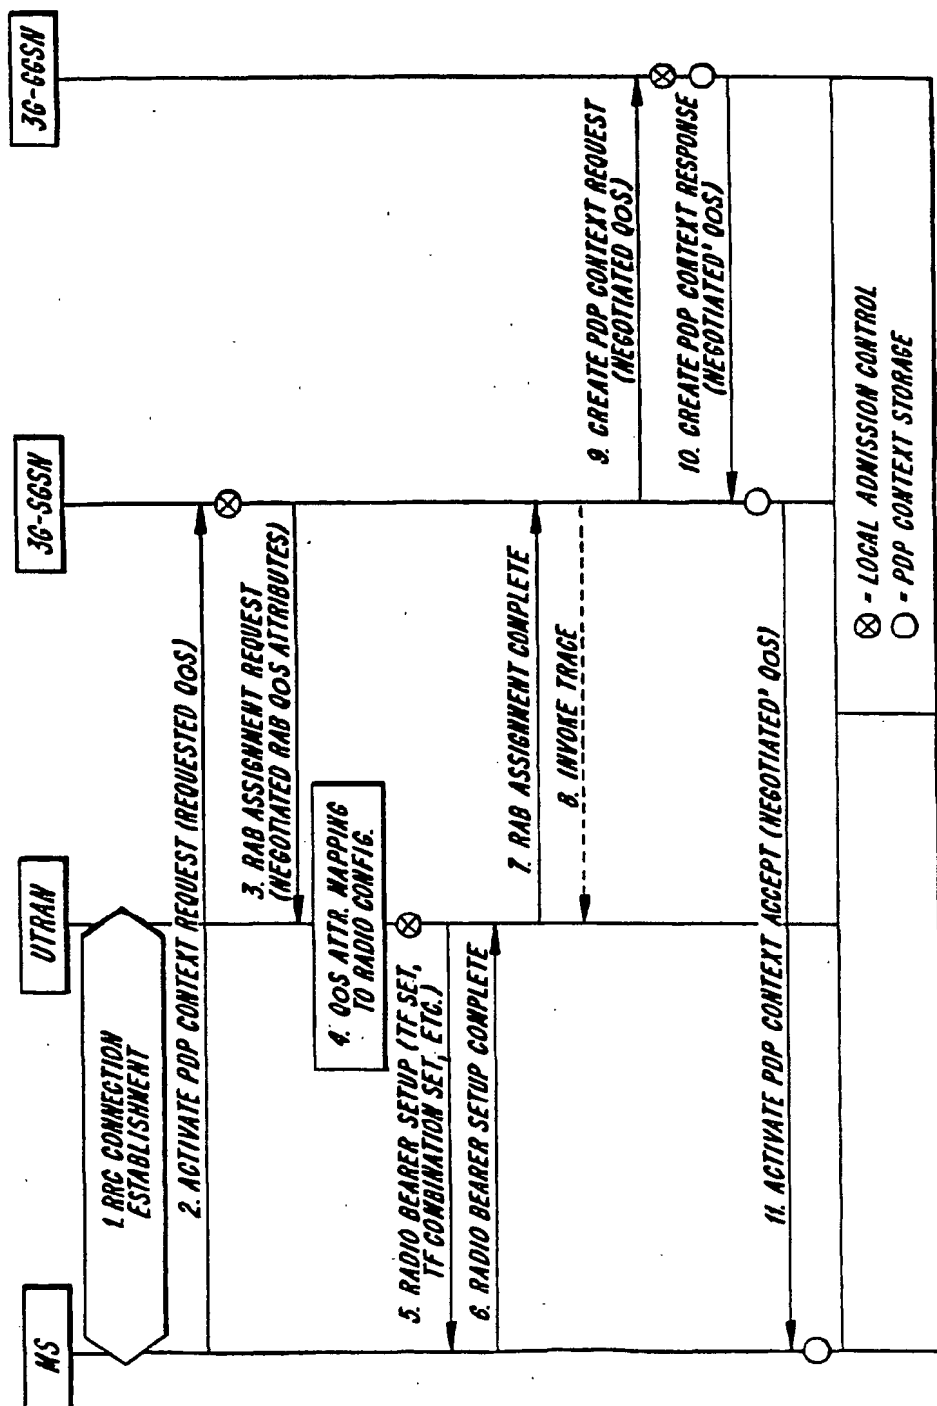 MS
UTRAN
3G-SGSN
3G-GGSN
1. RRC CONNECTION
ESTABLISHMENT
2. ACTIVATE PDP CONTEXT REQUEST (REQUESTED QOS)
3. RAB ASSIGNMENT REQUEST
(NEGOTIATED RAB QOS ATTRIBUTES)
4. QOS ATTR. MAPPING
TO RADIO CONFIG.
5. RADIO BEARER SETUP (TF SET,
TF COMBINATION SET, ETC.)
6. RADIO BEARER SETUP COMPLETE
7. RAB ASSIGNMENT COMPLETE
8. INVOKE TRACE
9. CREATE PDP CONTEXT REQUEST
(NEGOTIATED QOS)
10. CREATE PDP CONTEXT RESPONSE
(NEGOTIATED' QOS)
11. ACTIVATE PDP CONTEXT ACCEPT (NEGOTIATED' QOS)
= LOCAL ADMISSION CONTROL
= PDP CONTEXT STORAGE